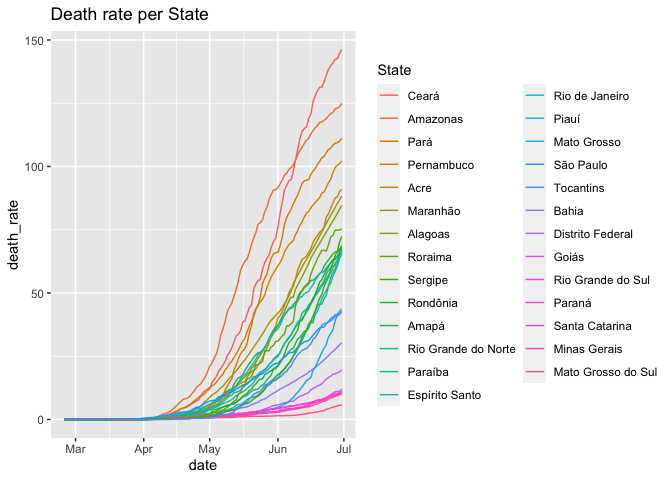 Death rate per State
150
100
50
0
death_rate
Mar
Apr
May
Jun
Jul
date
State
Ceará
Amazonas
Pará
Pernambuco
Acre
Maranhão
Alagoas
Roraima
Sergipe
Rondônia
Amapá
Rio Grande do Norte
Paraíba
Espírito Santo
Rio de Janeiro
Piauí
Mato Grosso
São Paulo
Tocantins
Bahia
Distrito Federal
Goiás
Rio Grande do Sul
Paraná
Santa Catarina
Minas Gerais
Mato Grosso do Sul